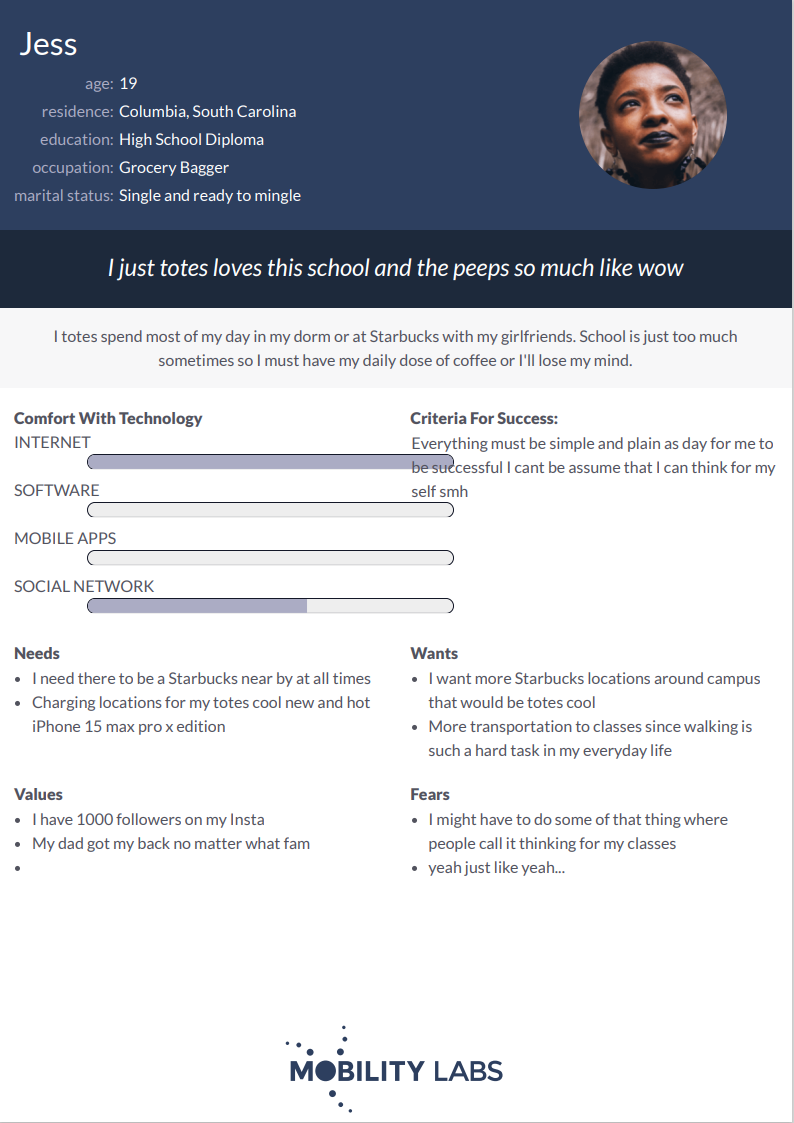 Jess
age: 19
residence: Columbia, South Carolina
education: High School Diploma
occupation: Grocery Bagger
marital status: Single and ready to mingle
I just totes loves this school and the peeps so much like wow
I totes spend most of my day in my dorm or at Starbucks with my girlfriends. School is just too much
sometimes so I must have my daily dose of coffee or I'll lose my mind.
Comfort With Technology
INTERNET
SOFTWARE
MOBILE APPS
SOCIAL NETWORK
Criteria For Success:
Everything must be simple and plain as day for me to
be successful I cant be assume that I can think for my
self smh
Needs
• I need there to be a Starbucks near by at all times
• Charging locations for my totes cool new and hot
iPhone 15 max pro x edition
Wants
• I want more Starbucks locations around campus
that would be totes cool
• More transportation to classes since walking is
such a hard task in my everyday life
Values
• I have 1000 followers on my Insta
• My dad got my back no matter what fam
•
Fears
• I might have to do some of that thing where
people call it thinking for my classes
• yeah just like yeah...
MOBILITY LABS